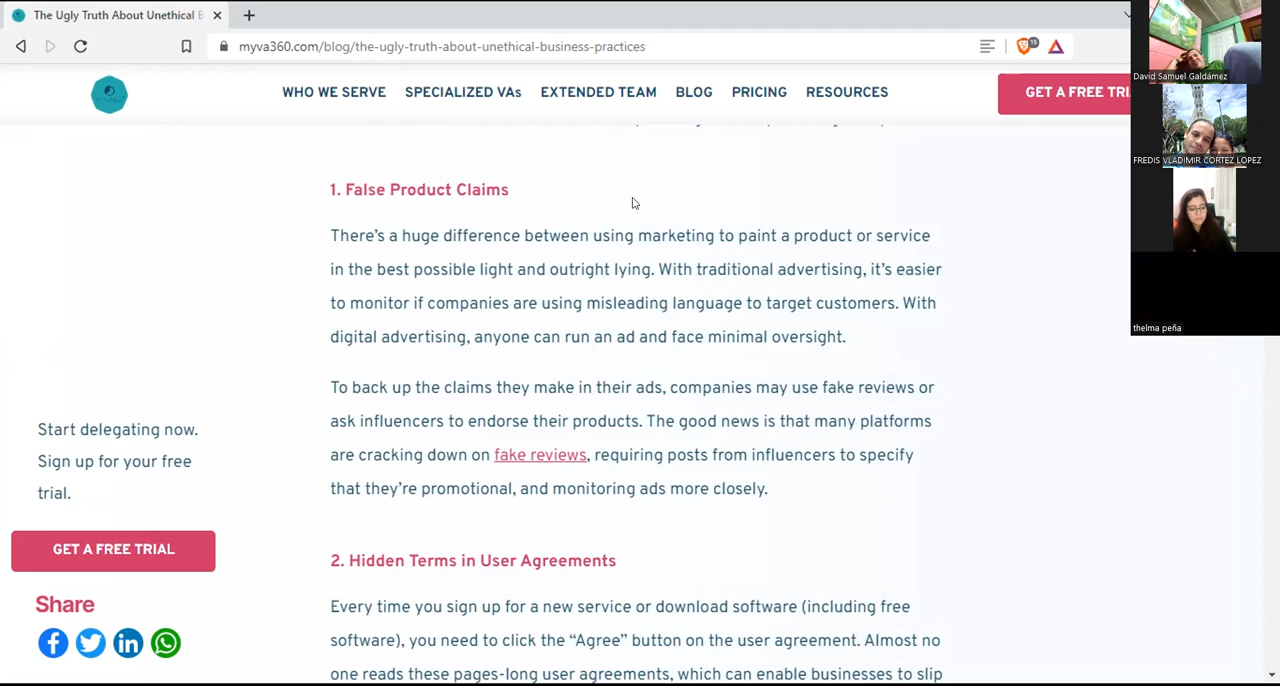 The Ugly Truth About Unethical B
myva360.com/blog/the-ugly-truth-about-unethical-business-practices
15
WHO WE SERVE SPECIALIZED VAs EXTENDED TEAM BLOG PRICING RESOURCES
GET A FREE TRI
1. False Product Claims
There's a huge difference between using marketing to paint a product or service
in the best possible light and outright lying. With traditional advertising, it's easier
to monitor if companies are using misleading language to target customers. With
digital advertising, anyone can run an ad and face minimal oversight.
To back up the claims they make in their ads, companies may use fake reviews or
ask influencers to endorse their products. The good news is that many platforms
are cracking down on fake reviews, requiring posts from influencers to specify
that they're promotional, and monitoring ads more closely.
2. Hidden Terms in User Agreements
Every time you sign up for a new service or download software (including free
software), you need to click the “Agree” button on the user agreement. Almost no
one reads these pages-long user agreements, which can enable businesses to slip
Start delegating now.
Sign up for your free
trial.
GET A FREE TRIAL
Share
David Samuel Galdámez
FREDIS VLADIMIR CORTEZ LOPEZ
thelma peña